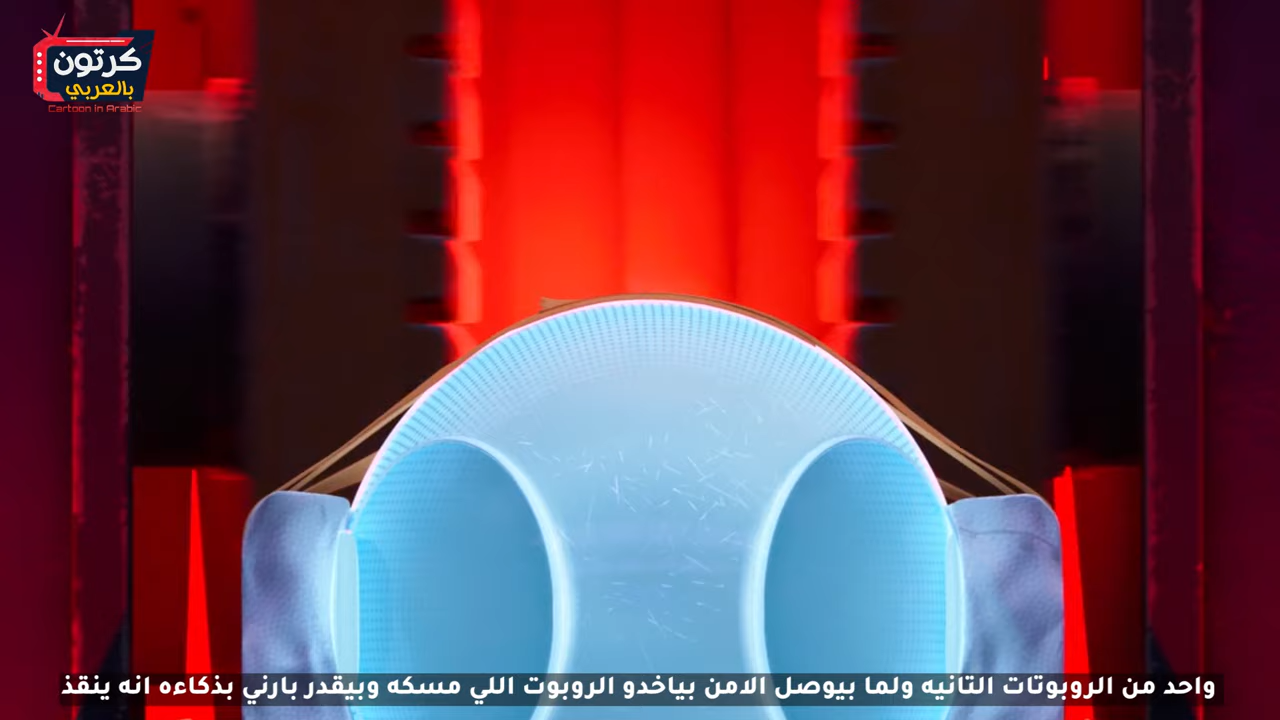 كرتون
بالعربي
Cartoon in Arabic
واحد من الروبوتات التانيه ولما بيوصل الامن بياخدو الروبوت اللي مسكه وبيقدر بارني بذكاءه انه ينقذ